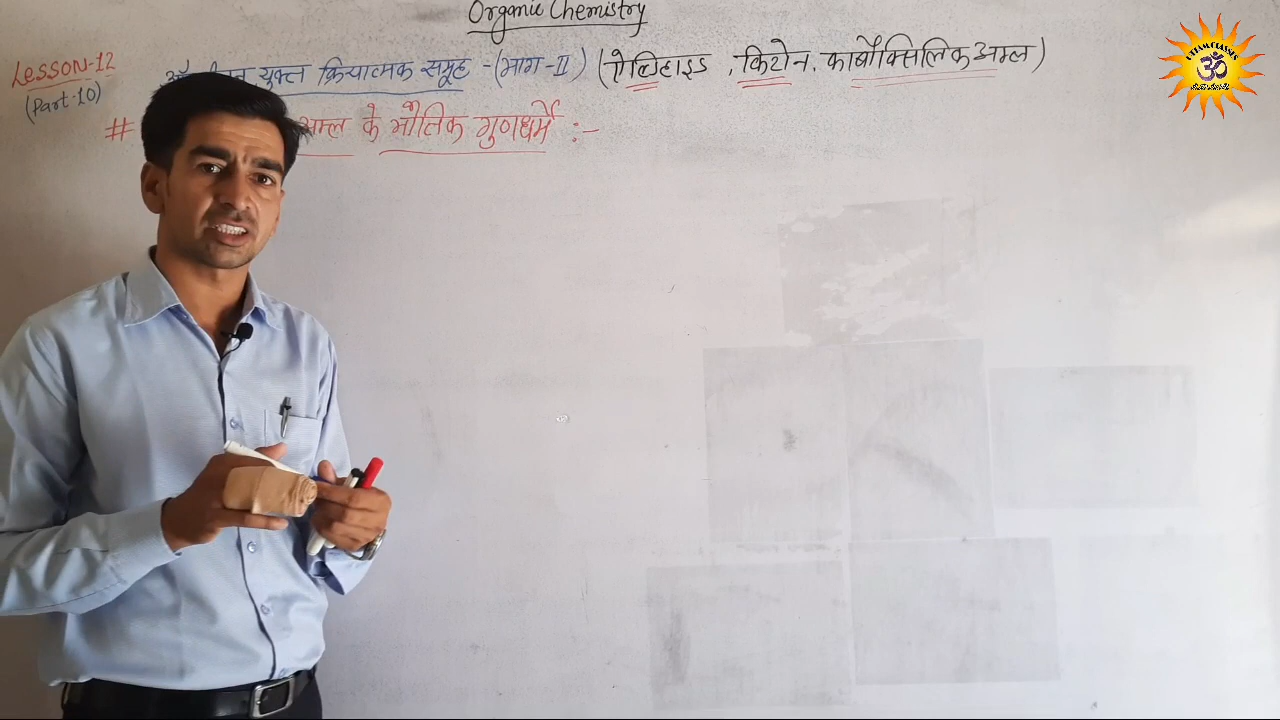 Organic Chemistry
Lesson-12
(Part-10)
युक्त क्रियात्मक समूह -(भाग-II) (ऐल्डिहाइड, किटोन, कार्बोक्सिलिक अम्ल)
# अम्ल के भौतिक गुणधर्म :-
ॐ